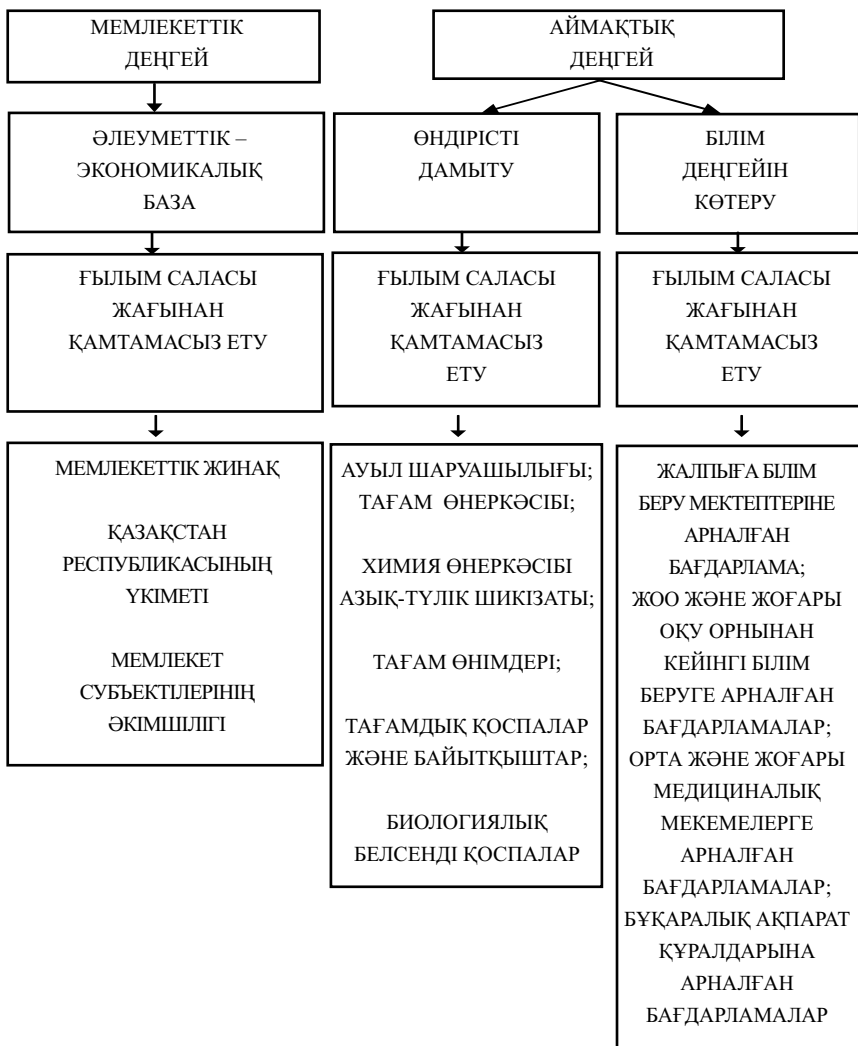 МЕМЛЕКЕТТІК
ДЕҢГЕЙ
АЙМАҚТЫҚ
ДЕҢГЕЙ
ӘЛЕУМЕТТІК –
ЭКОНОМИКАЛЫҚ
БАЗА
ӨНДІРІСТІ
ДАМЫТУ
БІЛІМ
ДЕҢГЕЙІН
КӨТЕРУ
ҒЫЛЫМ САЛАСЫ
ЖАҒЫНАН
ҚАМТАМАСЫЗ ЕТУ
ҒЫЛЫМ САЛАСЫ
ЖАҒЫНАН
ҚАМТАМАСЫЗ
ЕТУ
ҒЫЛЫМ САЛАСЫ
ЖАҒЫНАН
ҚАМТАМАСЫЗ
ЕТУ
МЕМЛЕКЕТТІК ЖИНАҚ
ҚАЗАҚСТАН
РЕСПУБЛИКАСЫНЫҢ
ҮКІМЕТІ
МЕМЛЕКЕТ
СУБЪЕКТІЛЕРІНІҢ
ӘКІМШІЛІГІ
АУЫЛ ШАРУАШЫЛЫҒЫ;
ТАҒАМ ӨНЕРКӘСІБІ;
ХИМИЯ ӨНЕРКӘСІБІ
АЗЫҚ-ТҮЛІК ШИКІЗАТЫ;
ТАҒАМ ӨНІМДЕРІ;
ТАҒАМДЫҚ ҚОСПАЛАР
ЖӘНЕ БАЙЫТҚЫШТАР;
БИОЛОГИЯЛЫҚ
БЕЛСЕНДІ ҚОСПАЛАР
ЖАЛПЫҒА БІЛІМ
БЕРУ МЕКТЕПТЕРІНЕ
АРНАЛҒАН
БАҒДАРЛАМА;
ЖОО ЖӘНЕ ЖОҒАРЫ
ОҚУ ОРНЫНАН
КЕЙІНГІ БІЛІМ
БЕРУГЕ АРНАЛҒАН
БАҒДАРЛАМАЛАР;
ОРТА ЖӘНЕ ЖОҒАРЫ
МЕДИЦИНАЛЫҚ
МЕКЕМЕЛЕРГЕ
АРНАЛҒАН
БАҒДАРЛАМАЛАР;
БҰҚАРАЛЫҚ АҚПАРАТ
ҚҰРАЛДАРЫНА
АРНАЛҒАН
БАҒДАРЛАМАЛАР